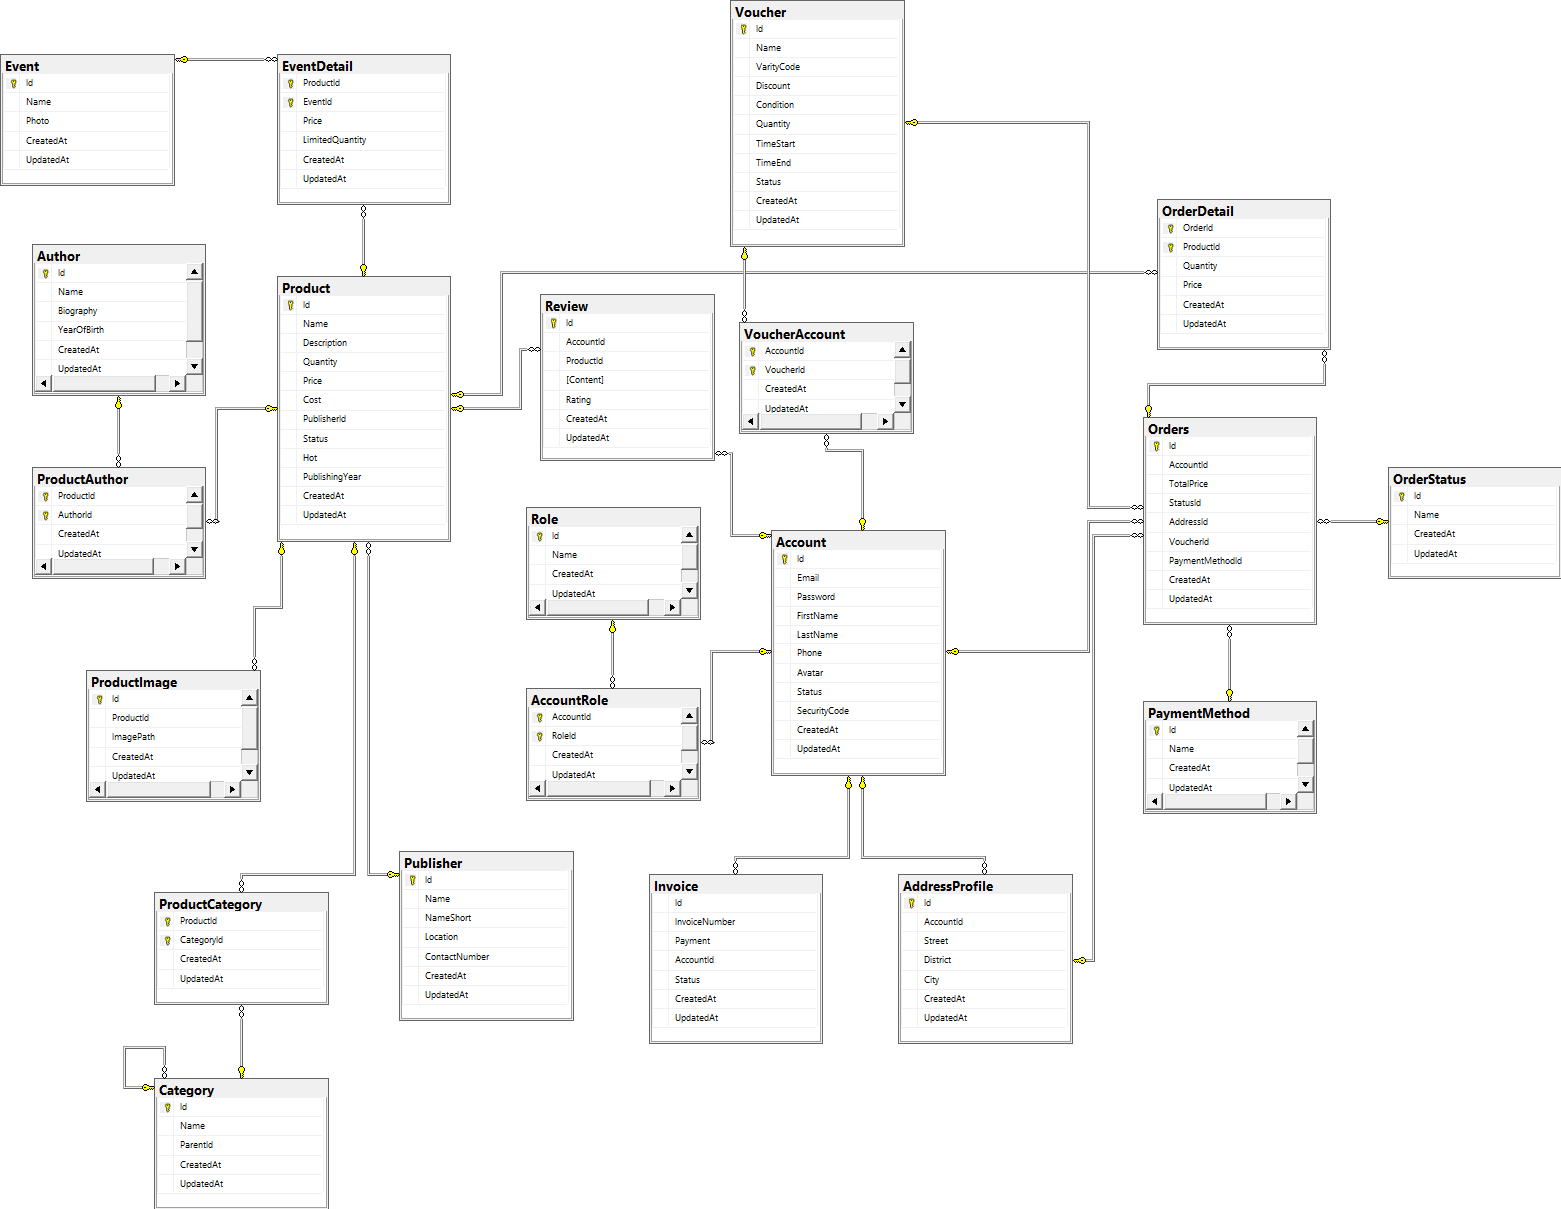 Voucher
Id
Name
VarityCode
Discount
Condition
Quantity
TimeStart
TimeEnd
Status
CreatedAt
UpdatedAt
Event
Id
Name
Photo
CreatedAt
UpdatedAt
EventDetail
ProductId
EventId
Price
LimitedQuantity
CreatedAt
UpdatedAt
OrderDetail
OrderId
ProductId
Quantity
Price
CreatedAt
UpdatedAt
Author
Id
Name
Biography
YearOfBirth
CreatedAt
UpdatedAt
Product
Id
Name
Description
Quantity
Price
Cost
PublisherId
Status
Hot
PublishingYear
CreatedAt
UpdatedAt
Review
Id
AccountId
ProductId
[Content]
Rating
CreatedAt
UpdatedAt
VoucherAccount
AccountId
VoucherId
CreatedAt
UpdatedAt
Orders
Id
AccountId
TotalPrice
StatusId
AddressId
VoucherId
PaymentMethodId
CreatedAt
UpdatedAt
OrderStatus
Id
Name
CreatedAt
UpdatedAt
ProductAuthor
ProductId
AuthorId
CreatedAt
UpdatedAt
Role
Id
Name
CreatedAt
UpdatedAt
Account
Id
Email
Password
FirstName
LastName
Phone
Avatar
Status
SecurityCode
CreatedAt
UpdatedAt
ProductImage
Id
ProductId
ImagePath
CreatedAt
UpdatedAt
AccountRole
AccountId
RoleId
CreatedAt
UpdatedAt
PaymentMethod
Id
Name
CreatedAt
UpdatedAt
Publisher
Id
Name
NameShort
Location
ContactNumber
CreatedAt
UpdatedAt
Invoice
Id
InvoiceNumber
Payment
AccountId
Status
CreatedAt
UpdatedAt
AddressProfile
Id
AccountId
Street
District
City
CreatedAt
UpdatedAt
ProductCategory
ProductId
CategoryId
CreatedAt
UpdatedAt
Category
Id
Name
ParentId
CreatedAt
UpdatedAt